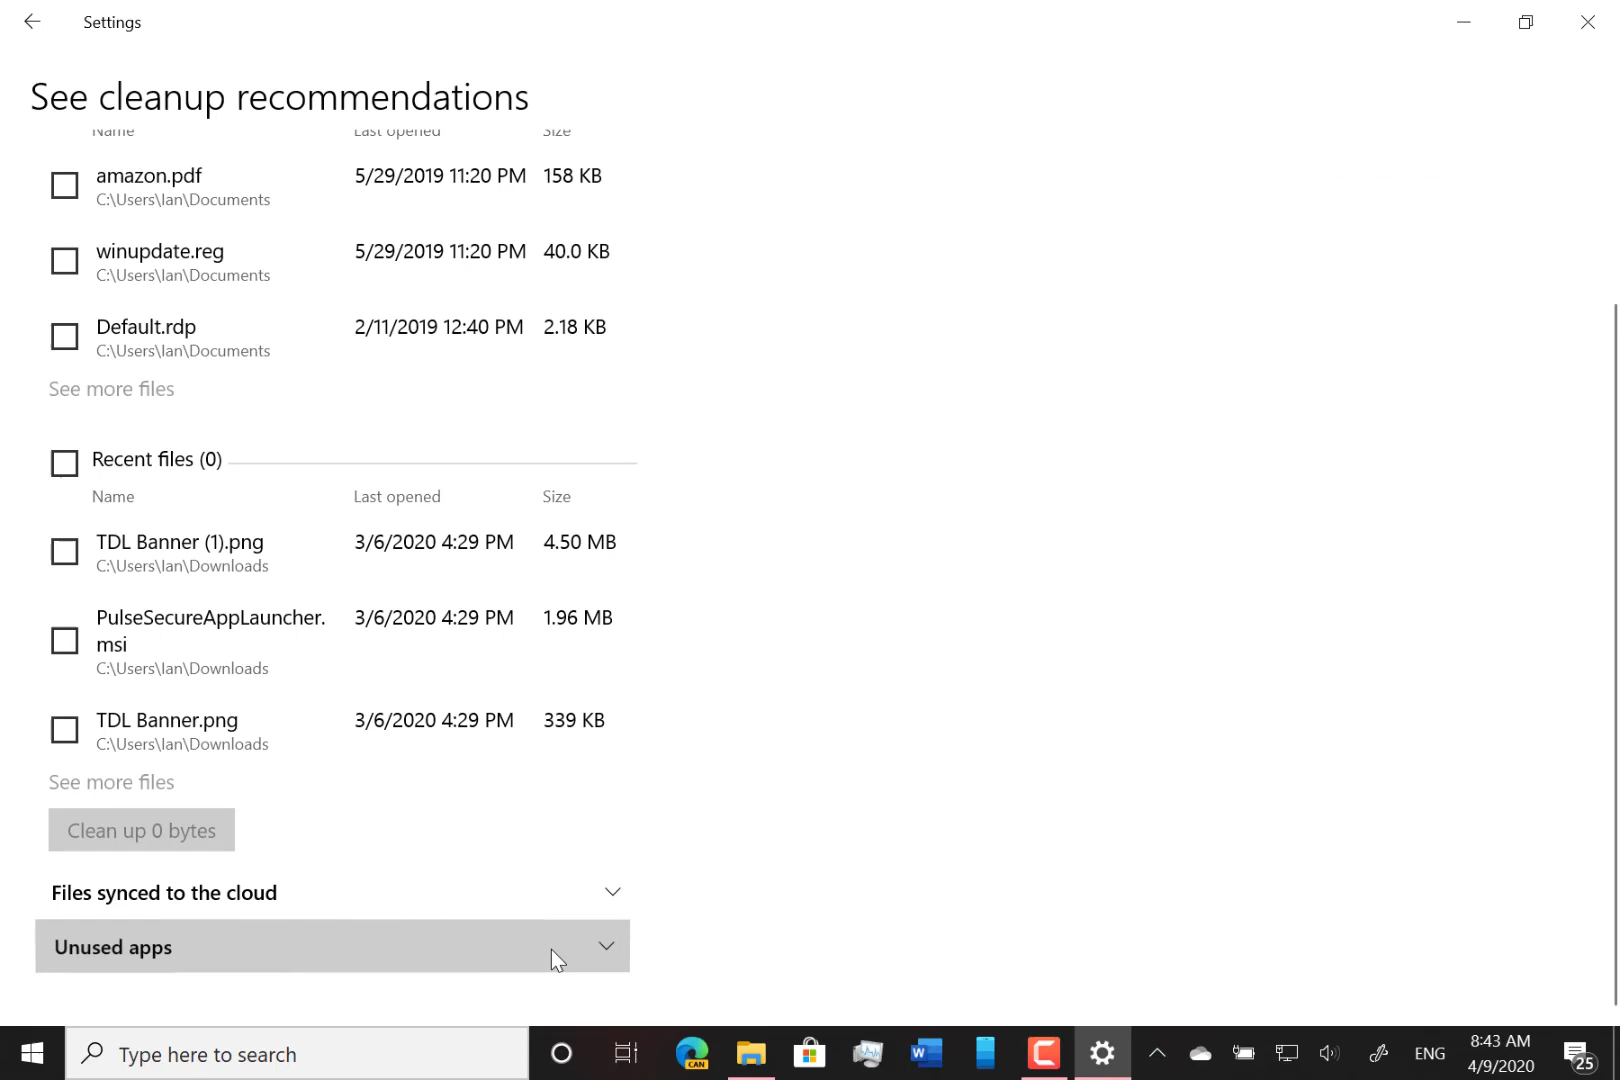 Settings
See cleanup recommendations
Name Last opened Size
amazon.pdf 5/29/2019 11:20 PM 158 KB
C:\Users\Ian\Documents
winupdate.reg 5/29/2019 11:20 PM 40.0 KB
C:\Users\Ian\Documents
Default.rdp 2/11/2019 12:40 PM 2.18 KB
C:\Users\Ian\Documents
See more files
Recent files (0)
Name Last opened Size
TDL Banner (1).png 3/6/2020 4:29 PM 4.50 MB
C:\Users\Ian\Downloads
PulseSecureAppLauncher. 3/6/2020 4:29 PM 1.96 MB
msi
C:\Users\Ian\Downloads
TDL Banner.png 3/6/2020 4:29 PM 339 KB
C:\Users\Ian\Downloads
See more files
Clean up 0 bytes
Files synced to the cloud
Unused apps
Type here to search
CAN
W
ENG
8:43 AM
4/9/2020
25